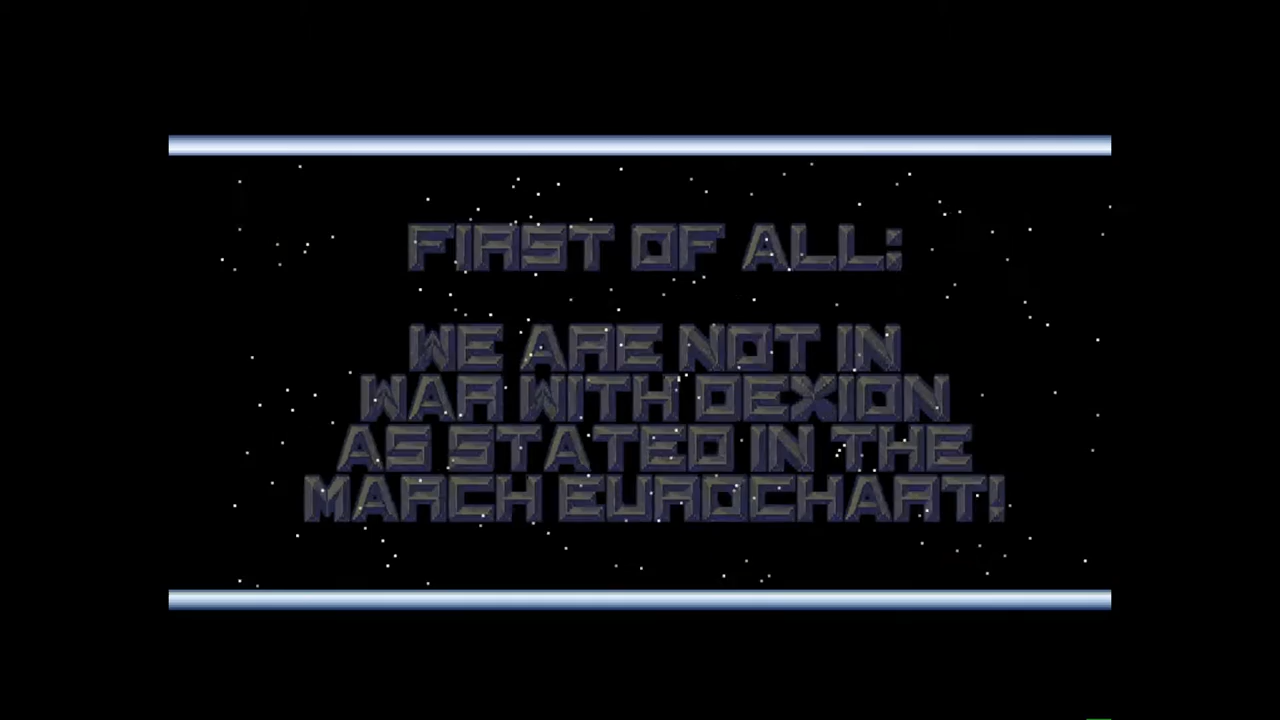 FIRST OF ALL:
WE ARE NOT IN
WAR WITH DEXION
AS STATED IN THE
MARCH EUROCHART!